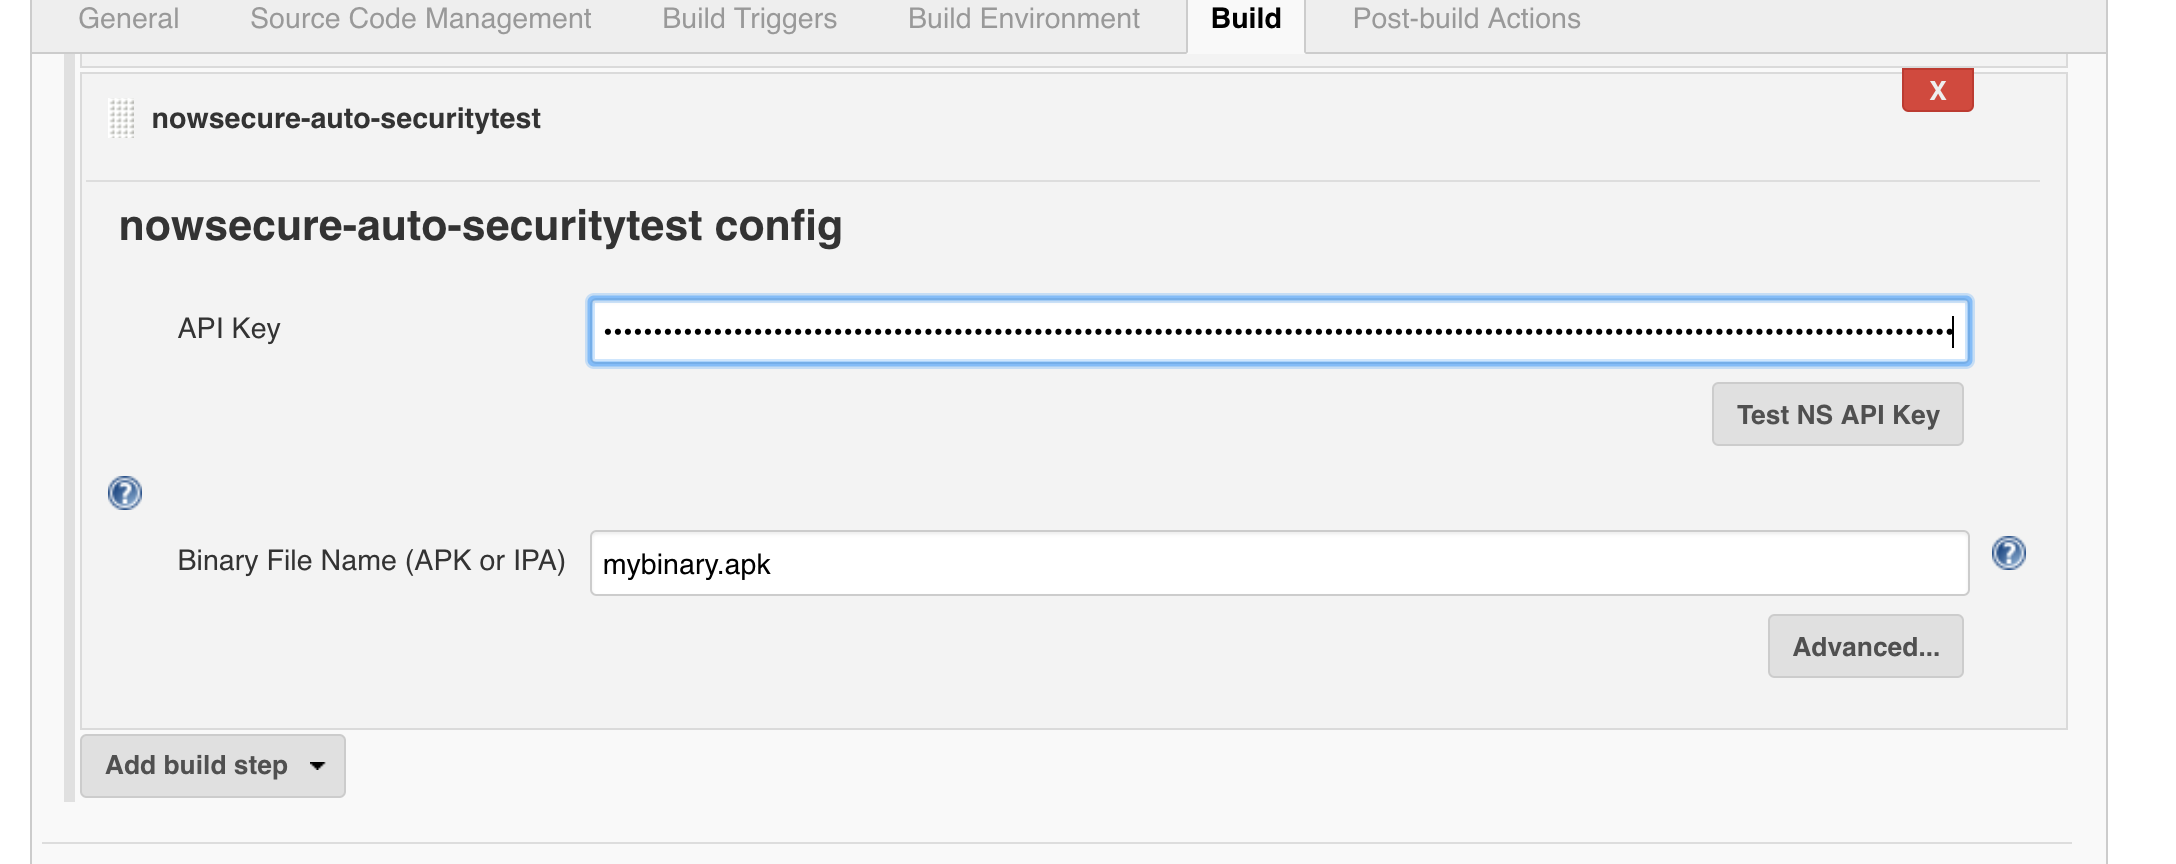 General Source Code Management Build Triggers Build Environment Build Post-build Actions
X
nowsecure-auto-securitytest
nowsecure-auto-securitytest config
API Key
Test NS API Key
?
Binary File Name (APK or IPA) mybinary.apk ?
Advanced...
Add build step